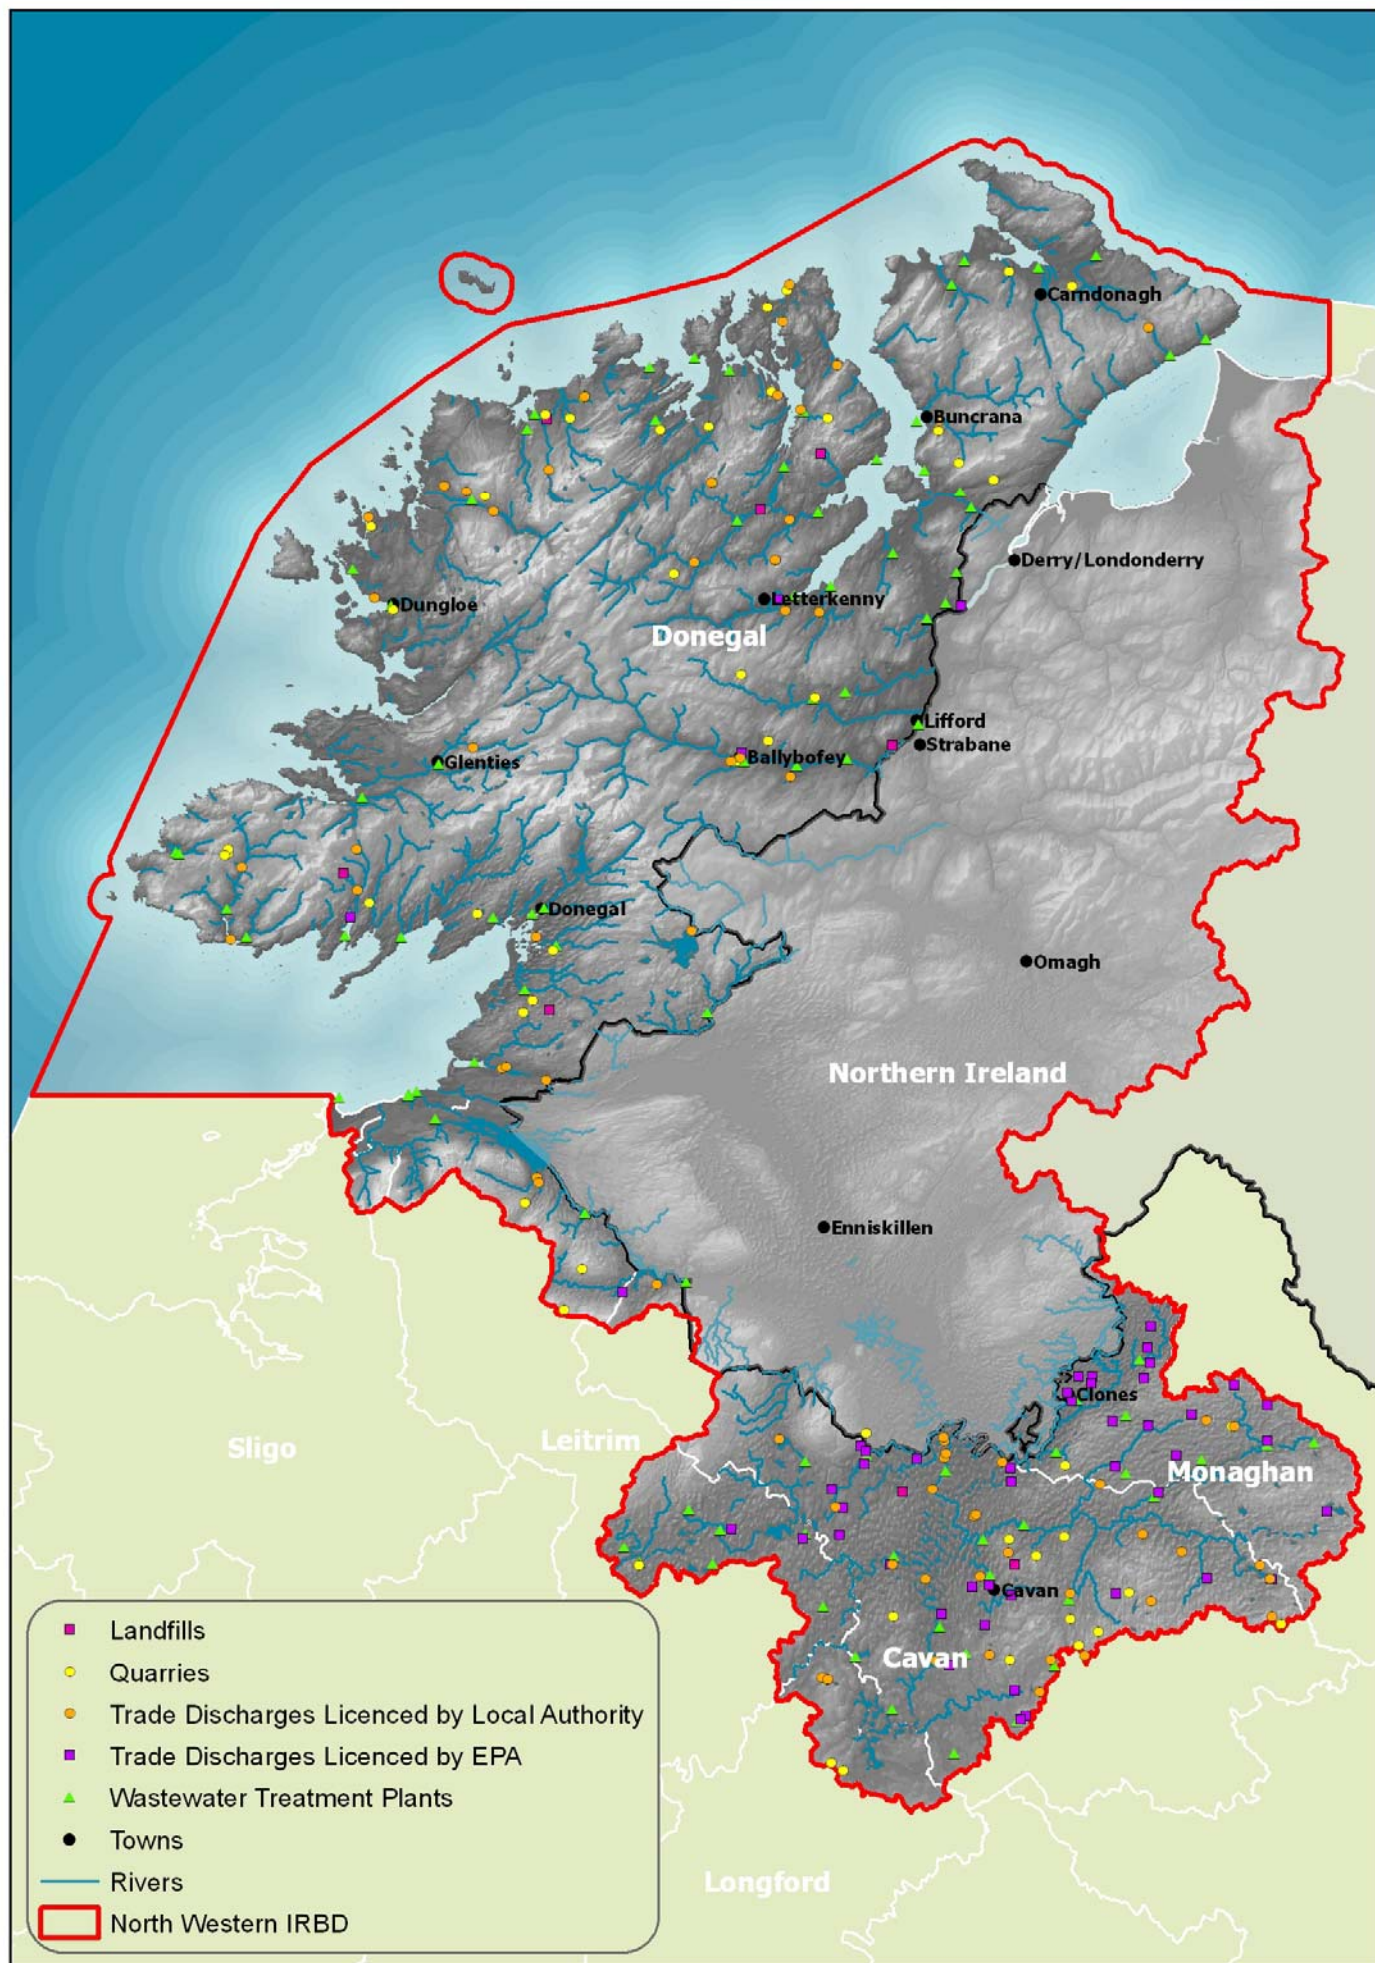 Carndonagh
Buncrana
Derry/Londonderry
Dungloe
Letterkenny
Donegal
Lifford
Strabane
Glenties
Ballybofey
Donegal
Omagh
Northern Ireland
Enniskillen
Clones
Sligo
Leitrim
Monaghan
Cavan
Cavan
Longford
Landfills
Quarries
Trade Discharges Licenced by Local Authority
Trade Discharges Licenced by EPA
Wastewater Treatment Plants
Towns
Rivers
North Western IRBD